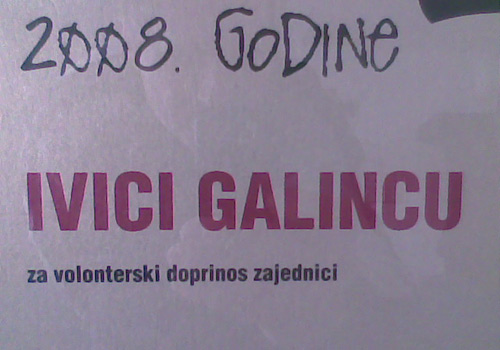 2008. GODINE
IVICI GALINCU
za volonterski doprinos zajednici